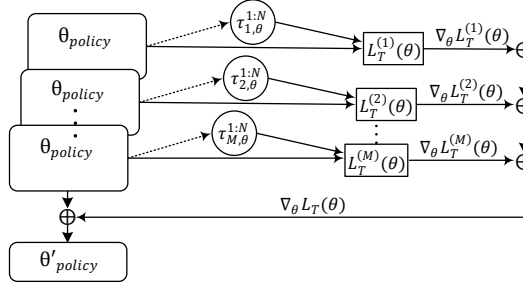 θ_policy τ_{1,θ}^{1:N} L_T^{(1)}(θ) ∇_θ L_T^{(1)}(θ)
θ_policy τ_{2,θ}^{1:N} L_T^{(2)}(θ) ∇_θ L_T^{(2)}(θ)
θ_policy τ_{M,θ}^{1:N} L_T^{(M)}(θ) ∇_θ L_T^{(M)}(θ)
∇_θ L_T(θ)
θ'_policy